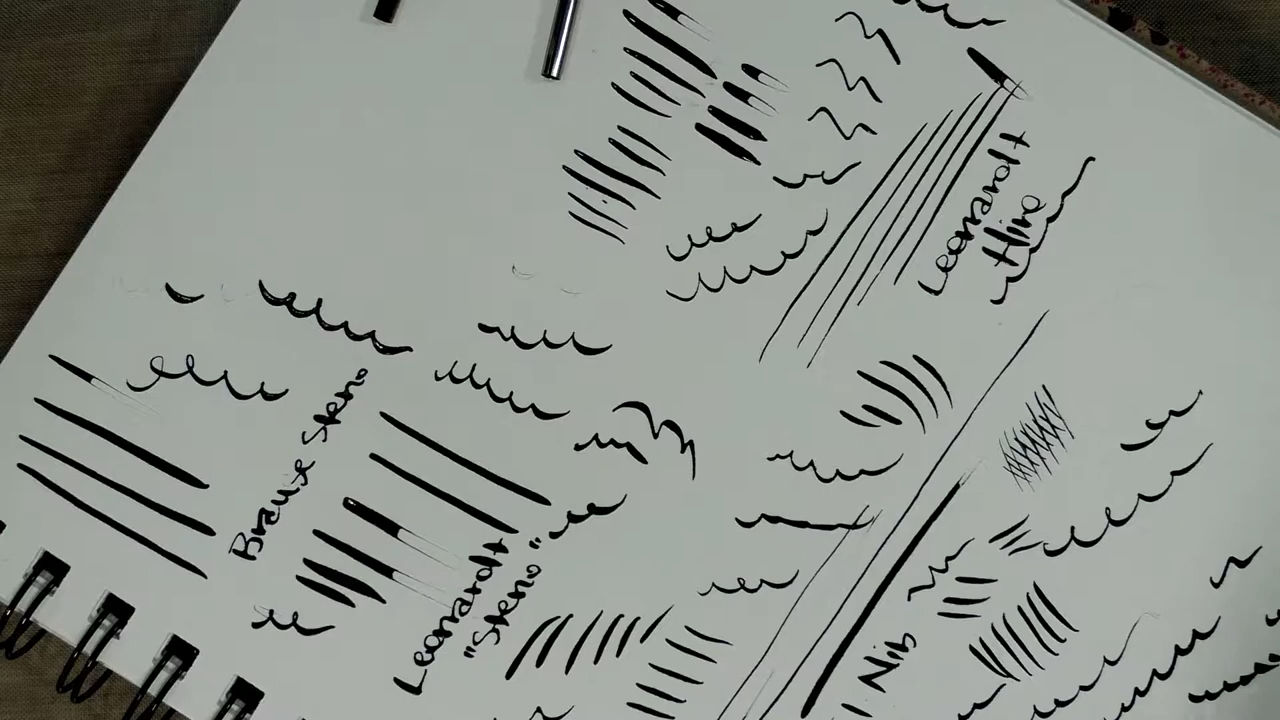 Leonardt
Hiro
Brause Steno
Leonardt
"Steno"
Nib